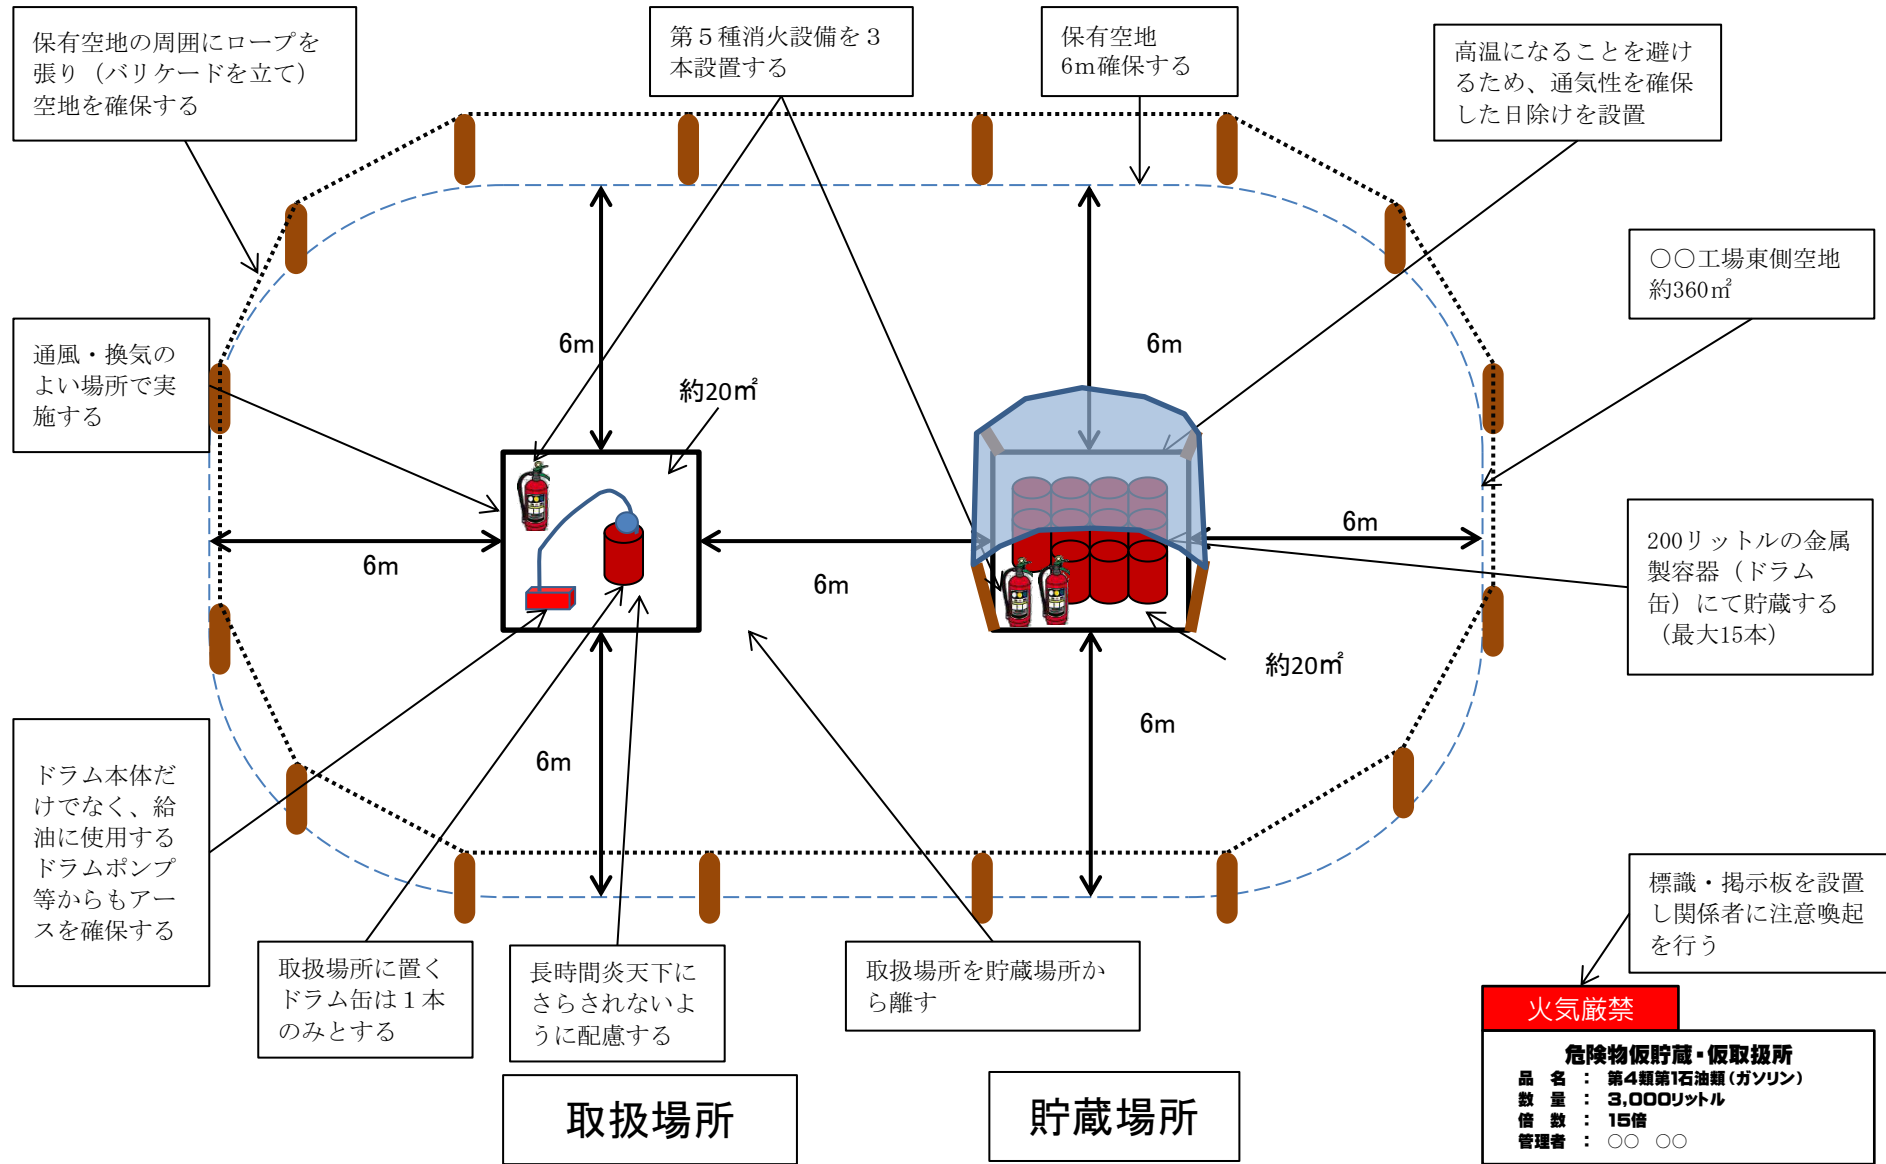 保有空地の周囲にロープを
張り（バリケードを立て）
空地を確保する
第５種消火設備を３
本設置する
保有空地
6m確保する
高温になることを避け
るため、通気性を確保
した日除けを設置
〇〇工場東側空地
約360㎡
通風・換気の
よい場所で実
施する
6m
6m
約20㎡
6m
6m
6m
200リットルの金属
製容器（ドラム
缶）にて貯蔵する
（最大15本）
約20㎡
6m
6m
ドラム本体だ
けでなく、給
油に使用する
ドラムポンプ
等からもアー
スを確保する
取扱場所に置く
ドラム缶は１本
のみとする
長時間炎天下に
さらされないよ
うに配慮する
取扱場所を貯蔵場所か
ら離す
標識・掲示板を設置
し関係者に注意喚起
を行う
火気厳禁
危険物仮貯蔵・仮取扱所
品　名　：　第4類第1石油類（ガソリン）
数　量　：　3,000リットル
倍　数　：　15倍
管理者　：　〇〇　〇〇
取扱場所
貯蔵場所